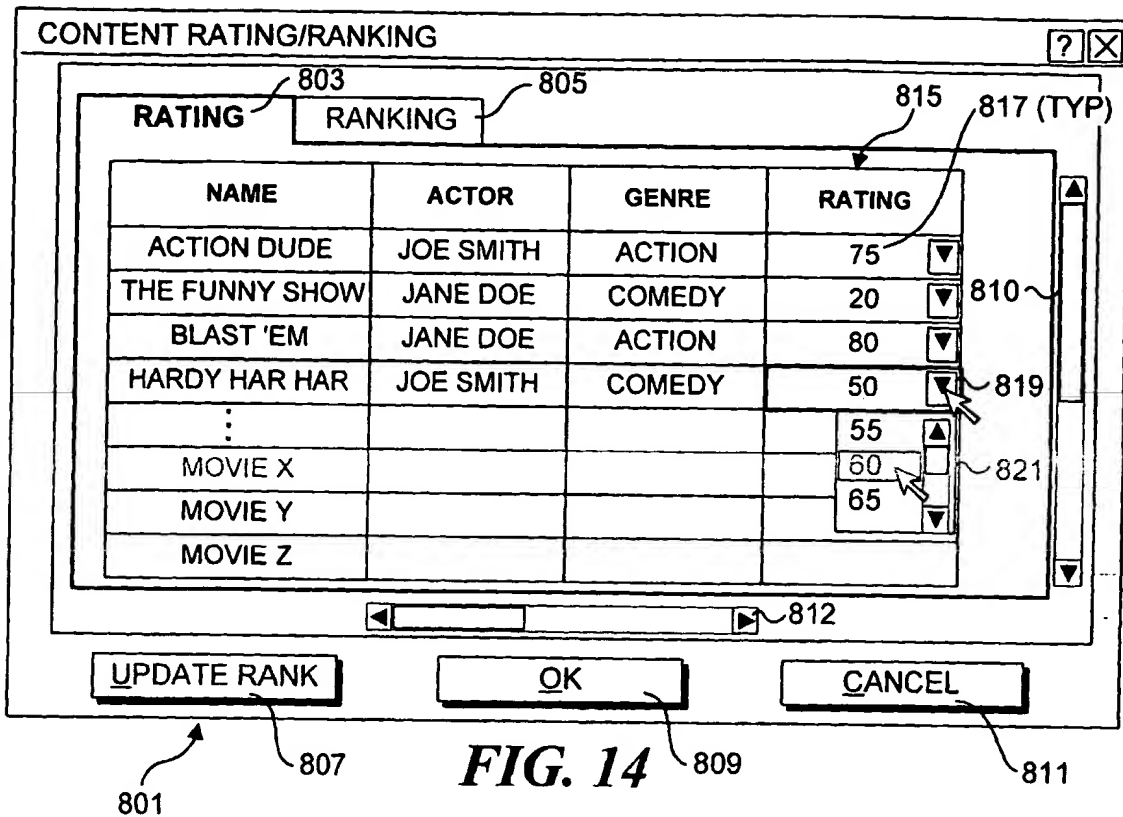 CONTENT RATING/RANKING ? X
803 805 815 817 (TYP)
RATING RANKING
NAME ACTOR GENRE RATING
ACTION DUDE JOE SMITH ACTION 75
THE FUNNY SHOW JANE DOE COMEDY 20 810
BLAST 'EM JANE DOE ACTION 80
HARDY HAR HAR JOE SMITH COMEDY 50 819
⋮ 55
MOVIE X 60 821
MOVIE Y 65
MOVIE Z
812
UPDATE RANK OK CANCEL
801 807 FIG. 14 809 811